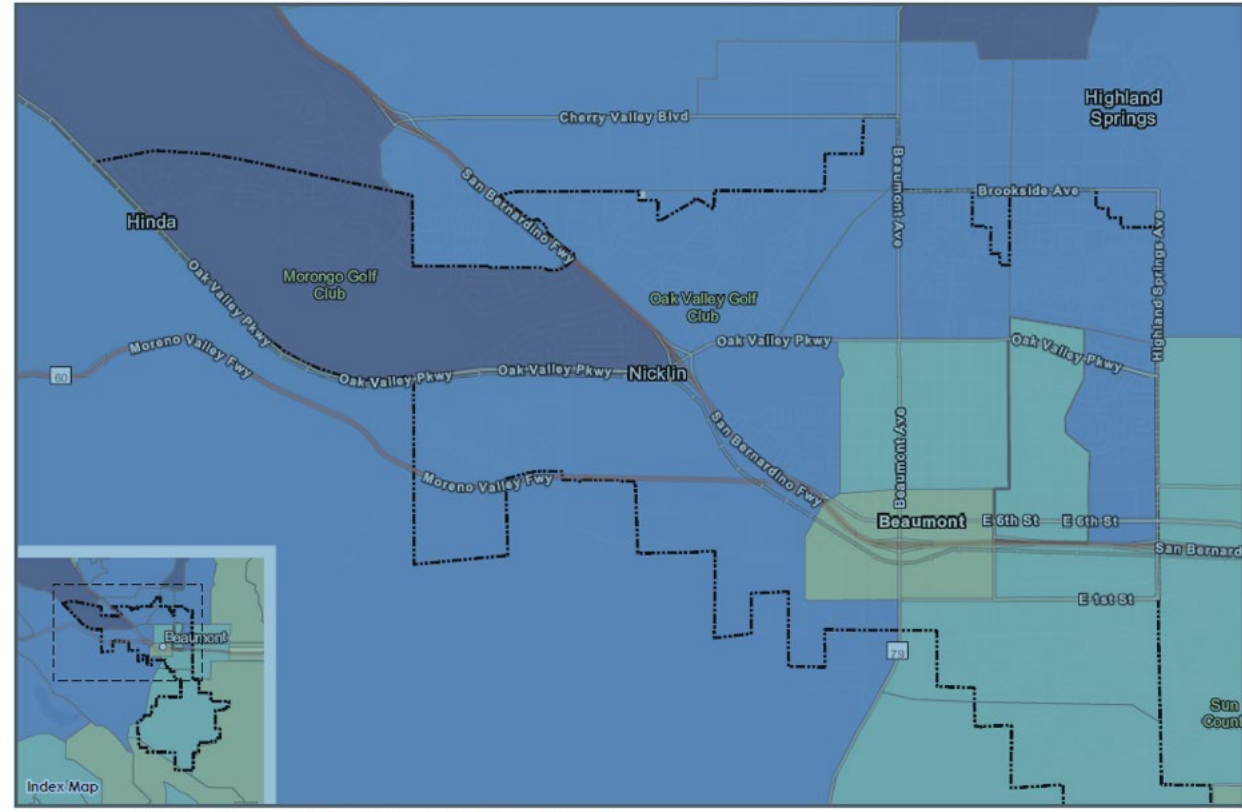 Highland
Springs
Cherry Valley Blvd
Beaumont Ave
San Bernardino Fwy
Brookside Ave
Hinda
Highland Springs Ave
Morongo Golf
Club
Oak Valley Pkwy
Oak Valley Golf
Club
Moreno Valley Fwy
Oak Valley Pkwy
Oak Valley Pkwy
60
Oak Valley Pkwy
Oak Valley Pkwy
Nicklin
Beaumont Ave
San Bernardino Fwy
Moreno Valley Fwy
Beaumont
E 6th St
E 6th St
San Bernard
E 1st St
Beaumont
79
Sun
Count
Index Map